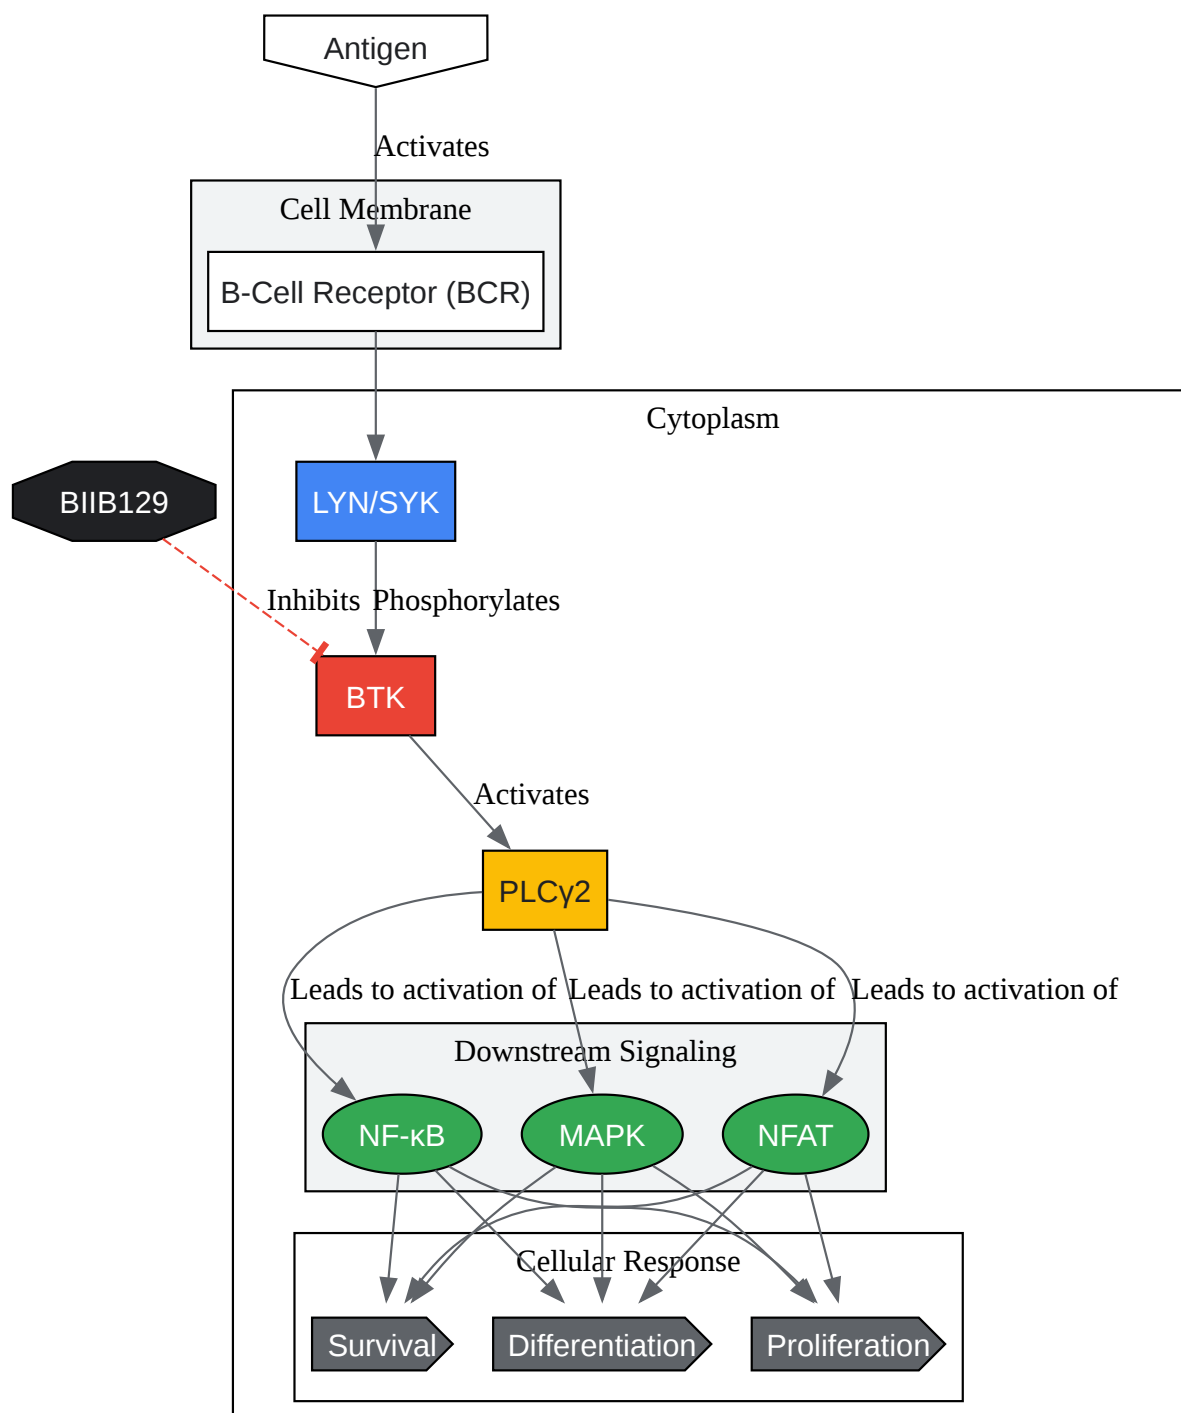 Antigen
Activates
Cell Membrane
B-Cell Receptor (BCR)
Cytoplasm
BIIB129
LYN/SYK
Inhibits
Phosphorylates
BTK
Activates
PLCγ2
Leads to activation of
Leads to activation of
Leads to activation of
Downstream Signaling
NF-κB
MAPK
NFAT
Cellular Response
Survival
Differentiation
Proliferation